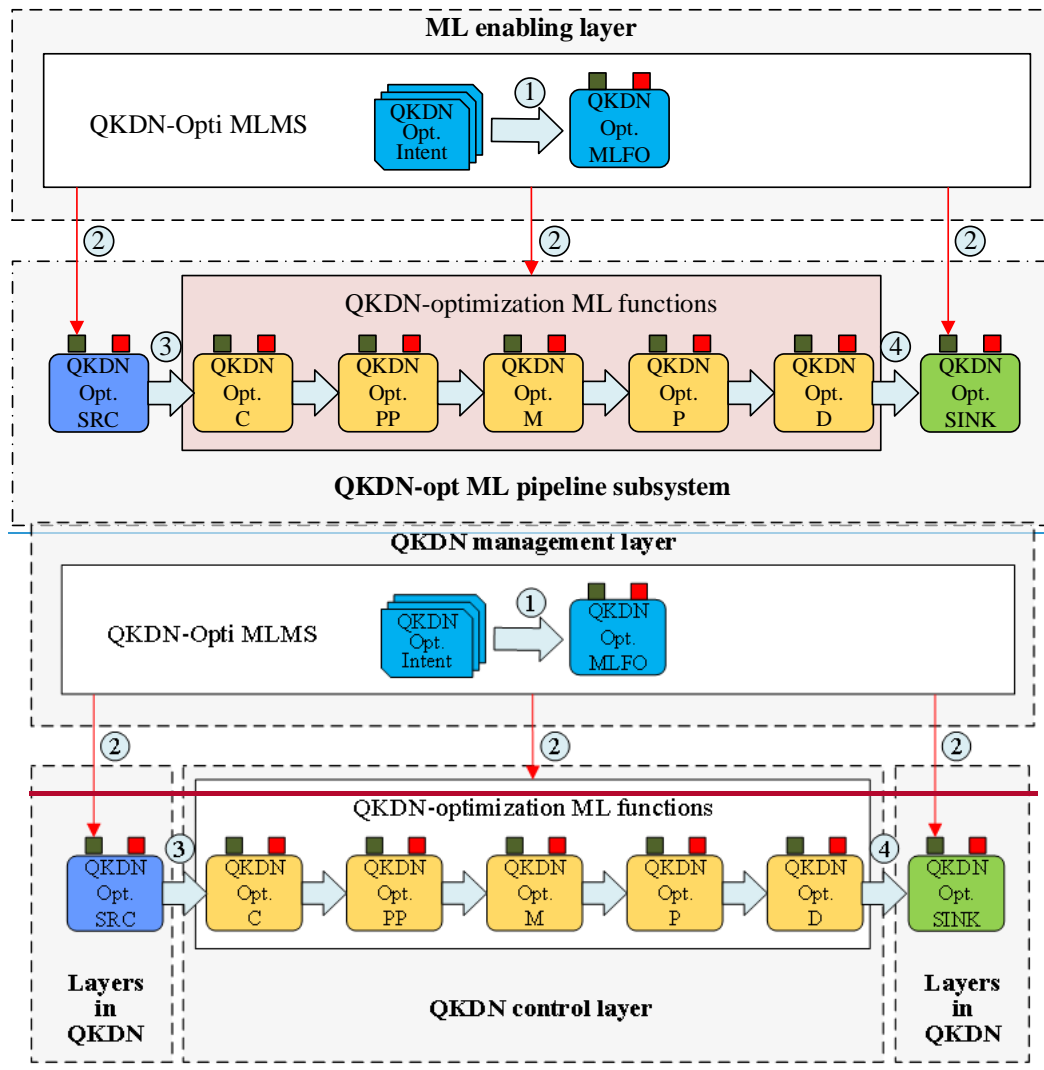 ML enabling layer
QKDN-Opti MLMS
QKDN
Opt.
Intent
1
QKDN
Opt.
MLFO
2
2
2
QKDN-optimization ML functions
QKDN
Opt.
SRC
3
QKDN
Opt.
C
QKDN
Opt.
PP
QKDN
Opt.
M
QKDN
Opt.
P
QKDN
Opt.
D
4
QKDN
Opt.
SINK
QKDN-opt ML pipeline subsystem
QKDN management layer
QKDN-Opti MLMS
QKDN
Opt.
Intent
1
QKDN
Opt.
MLFO
2
2
2
QKDN-optimization ML functions
QKDN
Opt.
SRC
3
QKDN
Opt.
C
QKDN
Opt.
PP
QKDN
Opt.
M
QKDN
Opt.
P
QKDN
Opt.
D
4
QKDN
Opt.
SINK
Layers
in
QKDN
QKDN control layer
Layers
in
QKDN